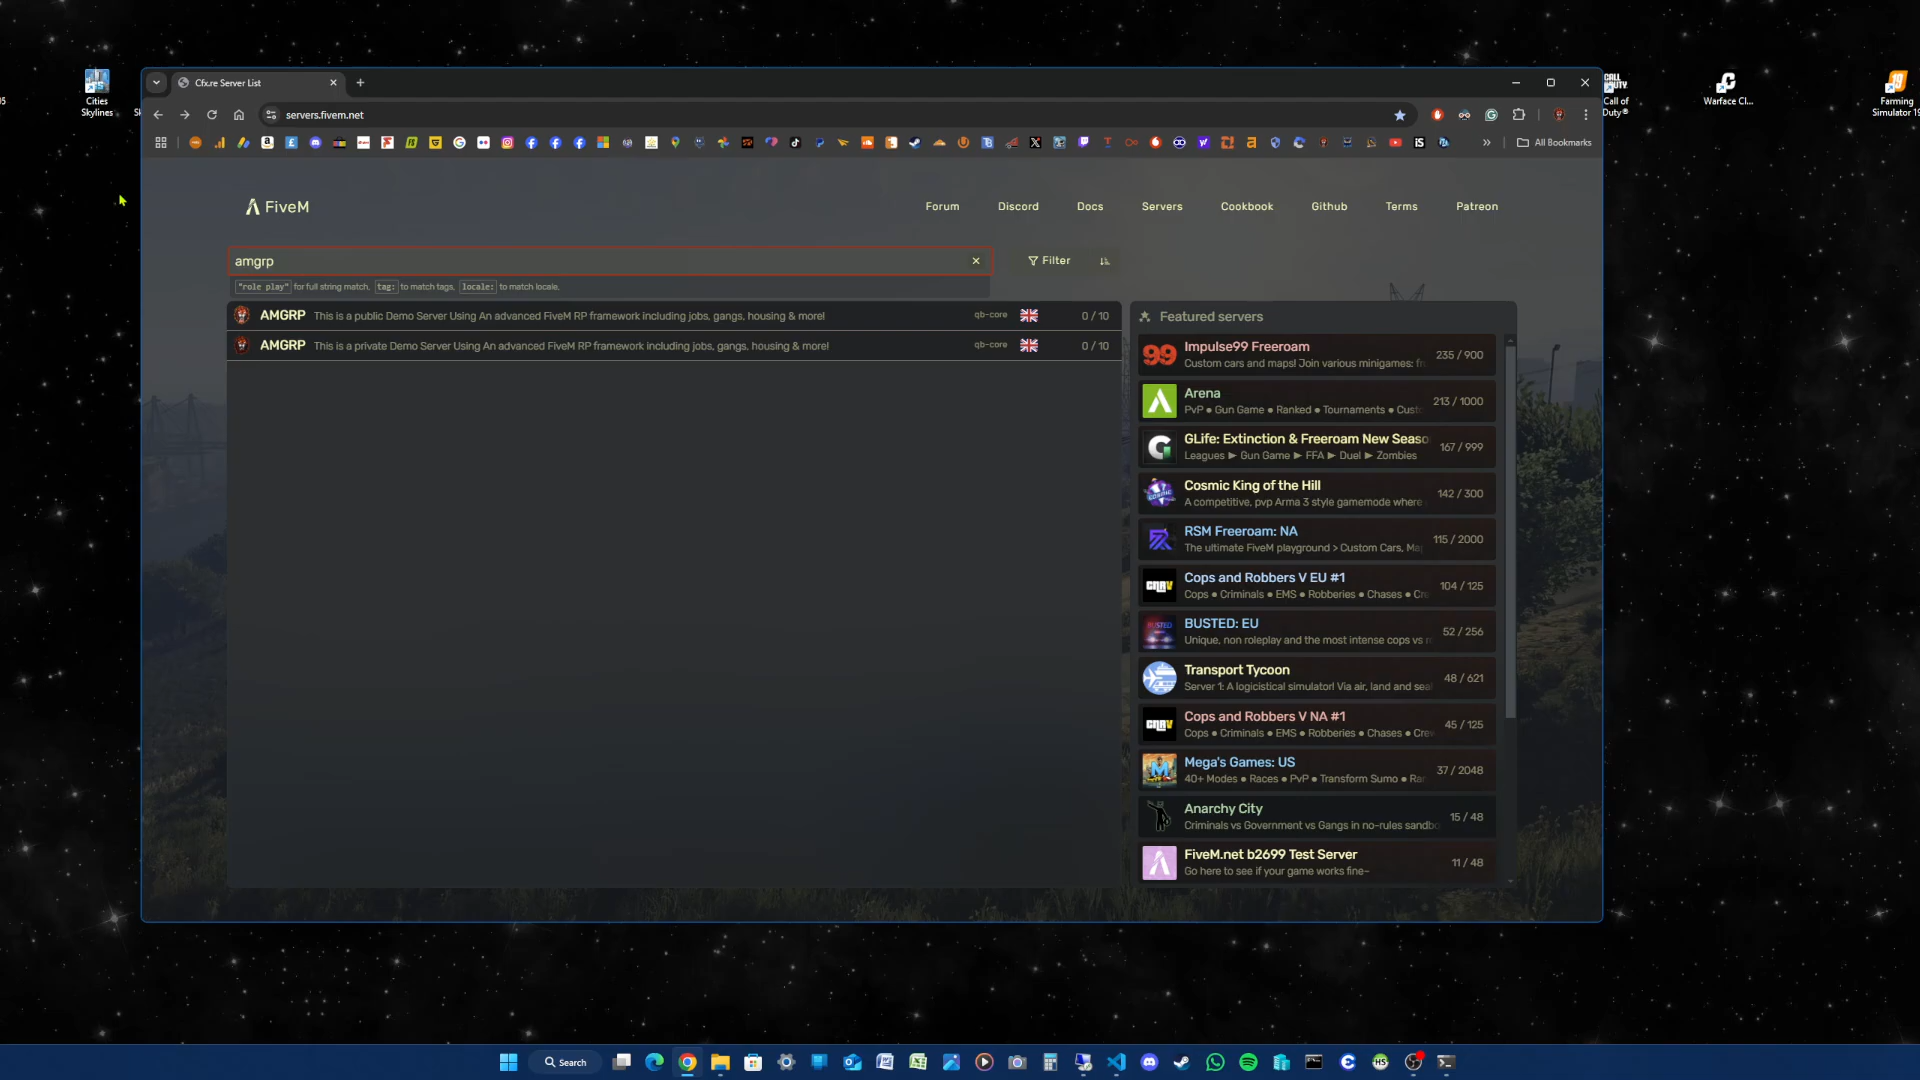 Cities
Skylines
Cfx.re Server List
servers.fivem.net
All Bookmarks
Call of
Duty®
Warface Cl...
Farming
Simulator 19
FiveM
Forum
Discord
Docs
Servers
Cookbook
Github
Terms
Patreon
amgrp
Filter
"role play" for full string match, tag: to match tags, locale: to match locale.
AMGRP This is a public Demo Server Using An advanced FiveM RP framework including jobs, gangs, housing & more! qb-core 0 / 10
AMGRP This is a private Demo Server Using An advanced FiveM RP framework including jobs, gangs, housing & more! qb-core 0 / 10
Featured servers
Impulse99 Freeroam
Custom cars and maps! Join various minigames: fr
235 / 900
Arena
PvP ● Gun Game ● Ranked ● Tournaments ● Custo
213 / 1000
GLife: Extinction & Freeroam New Seaso
Leagues ► Gun Game ► FFA ► Duel ► Zombies
167 / 999
Cosmic King of the Hill
A competitive, pvp Arma 3 style gamemode where
142 / 300
RSM Freeroam: NA
The ultimate FiveM playground > Custom Cars, Map
115 / 2000
Cops and Robbers V EU #1
Cops ● Criminals ● EMS ● Robberies ● Chases ● Cre
104 / 125
BUSTED: EU
Unique, non roleplay and the most intense cops vs r
52 / 256
Transport Tycoon
Server 1: A logicistical simulator! Via air, land and sea
48 / 621
Cops and Robbers V NA #1
Cops ● Criminals ● EMS ● Robberies ● Chases ● Crew
45 / 125
Mega's Games: US
40+ Modes ● Races ● PvP ● Transform Sumo ● Rar
37 / 2048
Anarchy City
Criminals vs Government vs Gangs in no-rules sandbo
15 / 48
FiveM.net b2699 Test Server
Go here to see if your game works fine~
11 / 48
Search